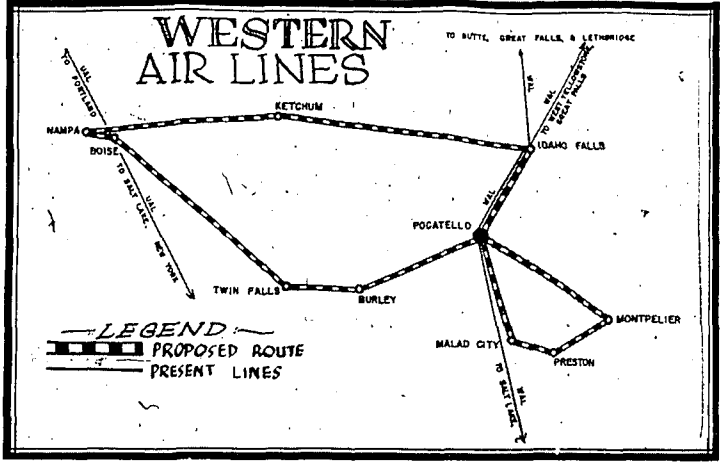 WESTERN
AIR LINES
TO BUTTE, GREAT FALLS, & LETHBRIDGE
UAL
TO PORTLAND
WAL
WAL
TO WEST YELLOWSTONE,
GREAT FALLS
KETCHUM
NAMPA
BOISE
IDAHO FALLS
UAL
TO SALT LAKE, NEW YORK
WAL
POCATELLO
TWIN FALLS
BURLEY
MONTPELIER
MALAD CITY
PRESTON
WAL
TO SALT LAKE
LEGEND
PROPOSED ROUTE
PRESENT LINES